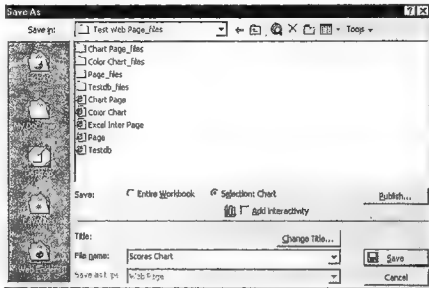 Save As
Save in: Test Web Page_files Tools
Chart Page_files
Color Chart_files
Page_files
Testdb_files
Chart Page
Color Chart
Excel Inter Page
Page
Testdb
Save: Entire Workbook Selection: Chart Publish...
Add interactivity
Title: Change Title...
File name: Scores Chart Save
Save as type: Web Page Cancel